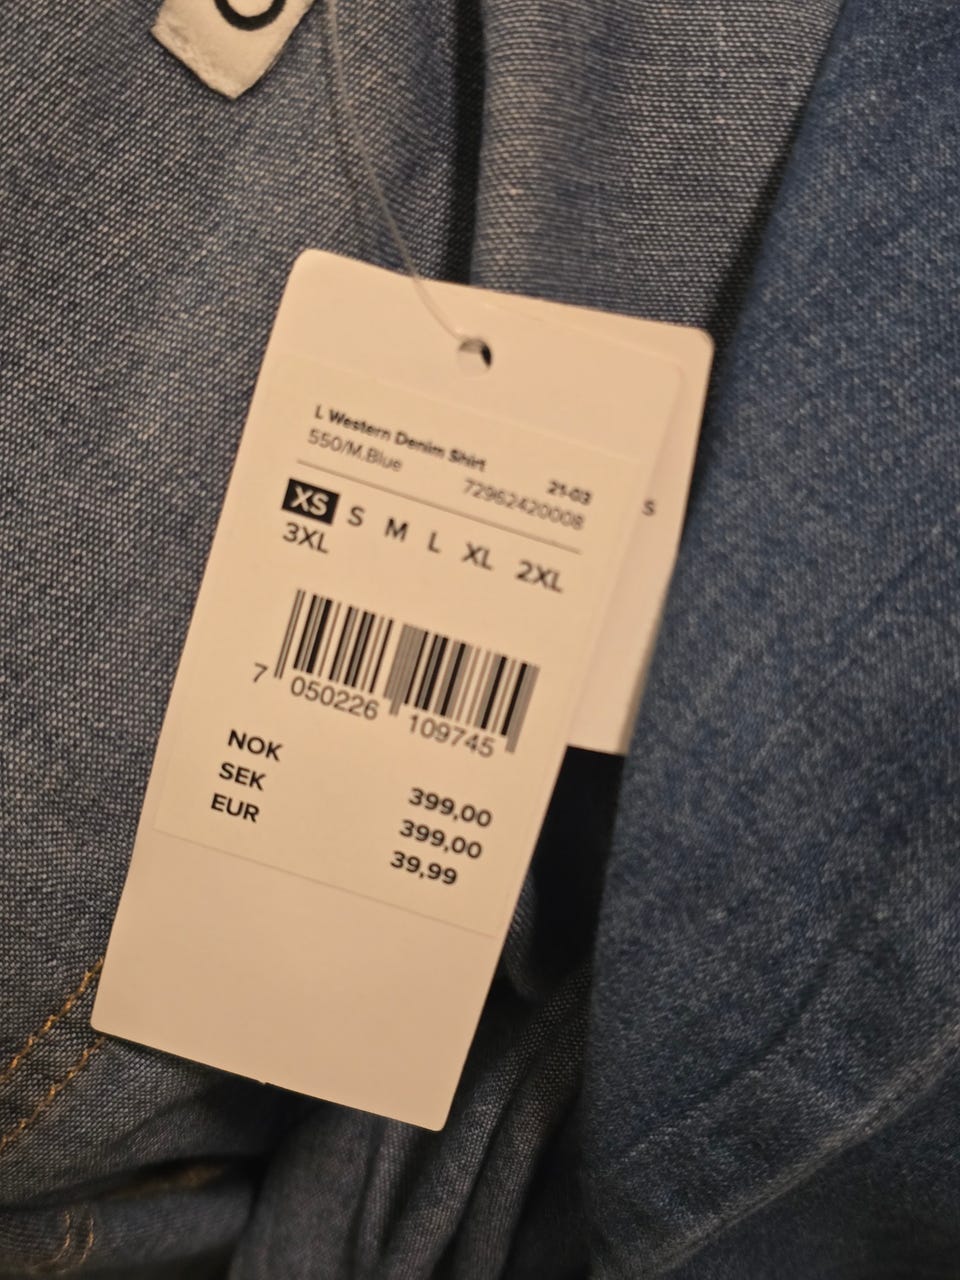 L Western Denim Shirt
550/M.Blue
21-03
72962420008
XS S M L XL 2XL
3XL
S
7 050226 109745
NOK 399,00
SEK 399,00
EUR 39,99